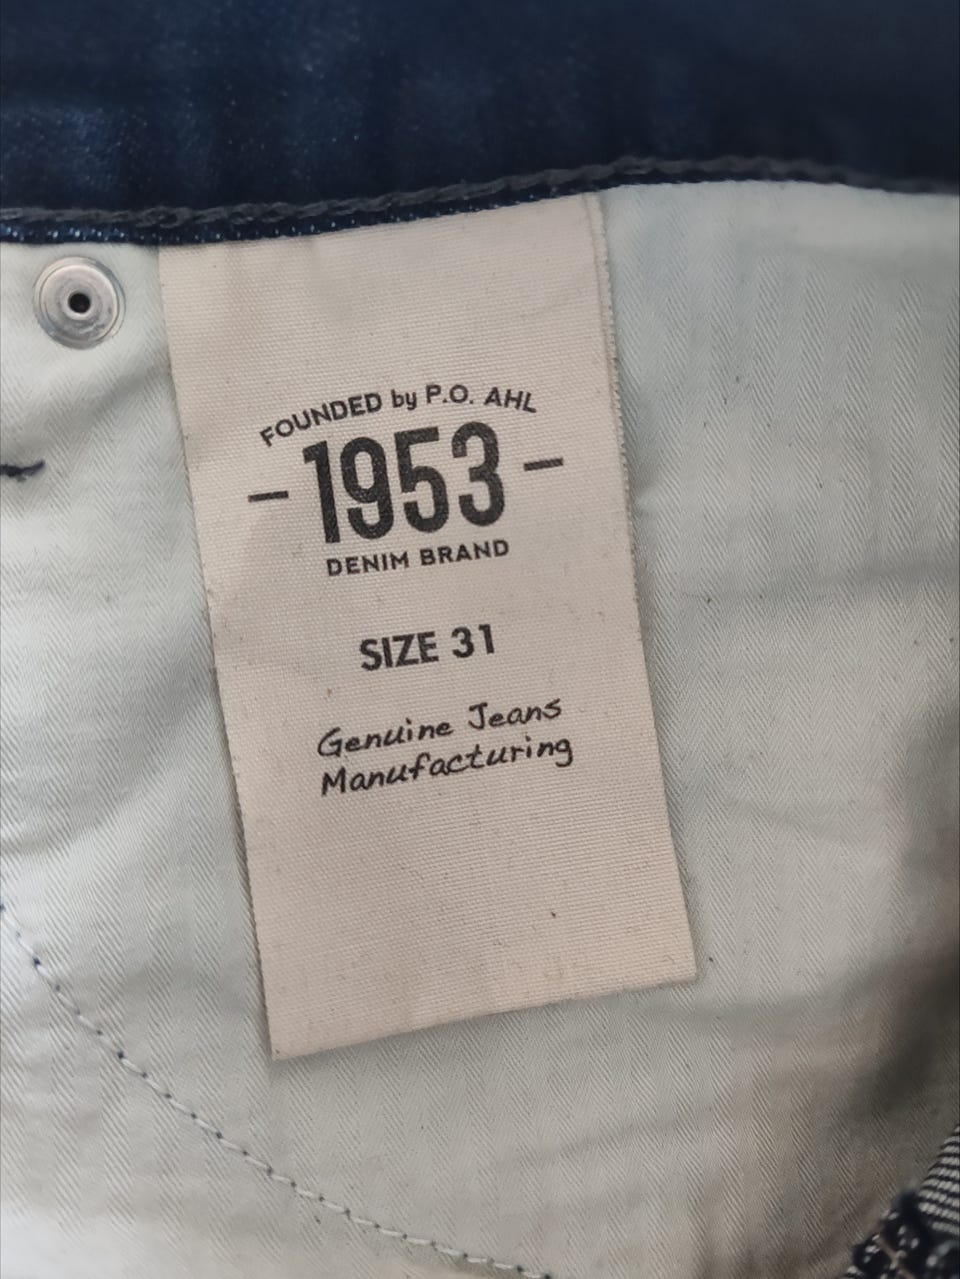 FOUNDED by P.O. AHL
– 1953 –
DENIM BRAND
SIZE 31
Genuine Jeans
Manufacturing